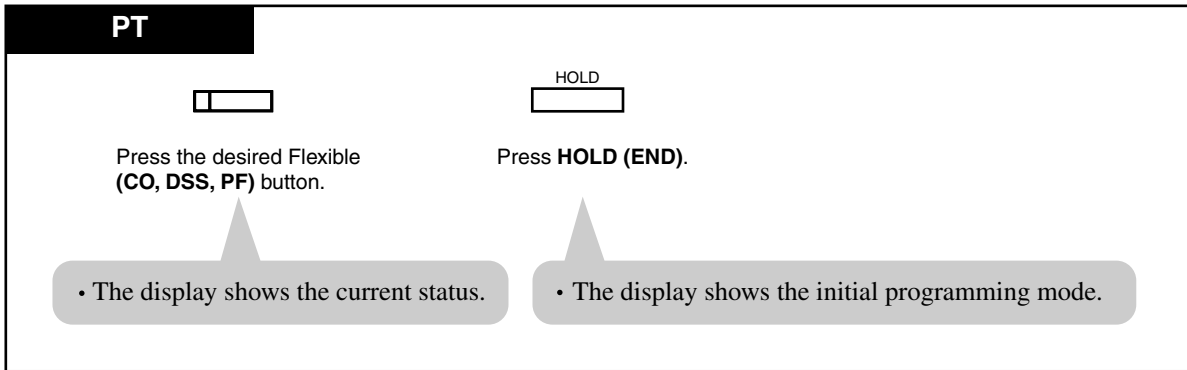 PT
HOLD
Press the desired Flexible
(CO, DSS, PF) button.
Press HOLD (END).
• The display shows the current status.
• The display shows the initial programming mode.